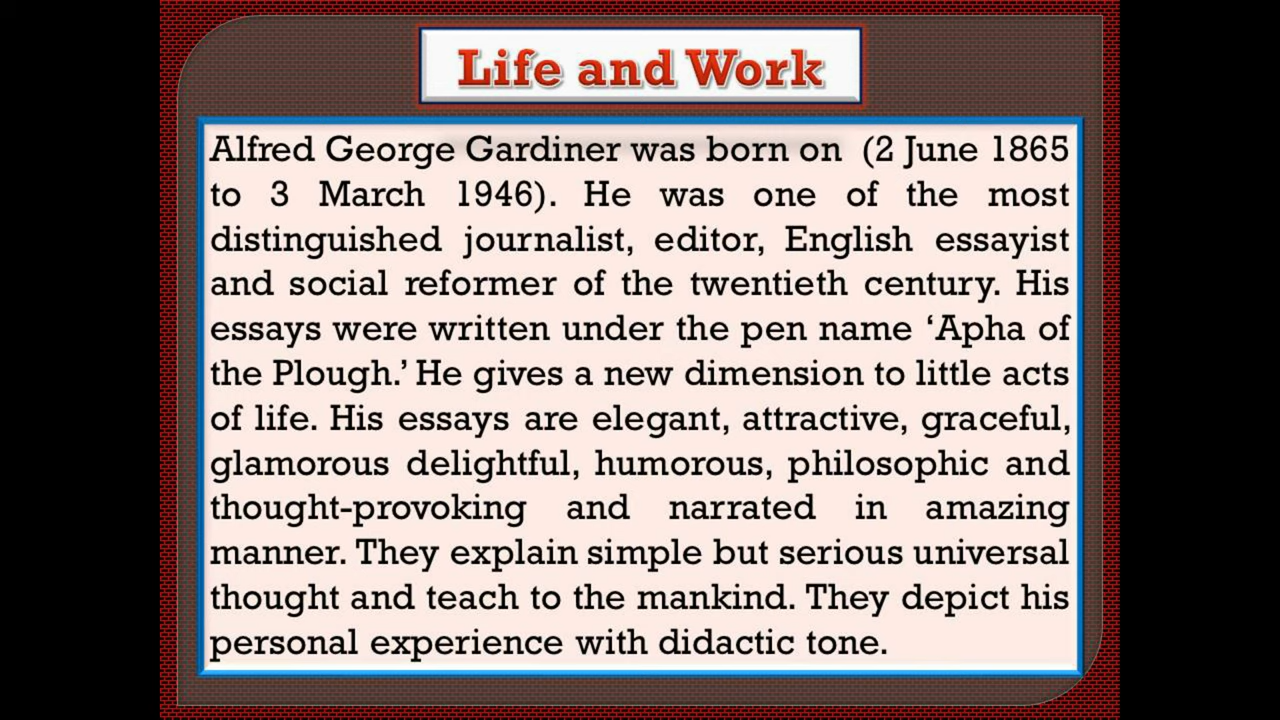 Life and Work
Alfred George Gardiner was born on (2 June 1865
to 3 March 1946). He was one of the most
distinguished journalist, editor, English essayist
and social reformer of the twentieth century. His
essays were written under the pen name ‘Apha of
the Plough.’ He gives a new dimension to little acts
of life. His essays are elegant, attractive, graceful,
glamorous delightful, humorous, philosophic and
thought-provoking and narrated in amazing
manner. They explain simple but serious universal
thought and teach to the mankind. They depict his
personal experience with didactic tone.